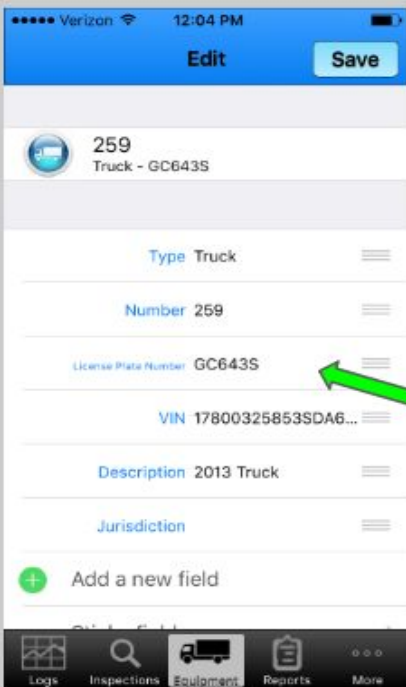 Verizon 12:04 PM
Edit Save
259
Truck - GC643S
Type Truck
Number 259
License Plate Number GC643S
VIN 17800325853SDA6...
Description 2013 Truck
Jurisdiction
Add a new field
Logs Inspections Equipment Reports More